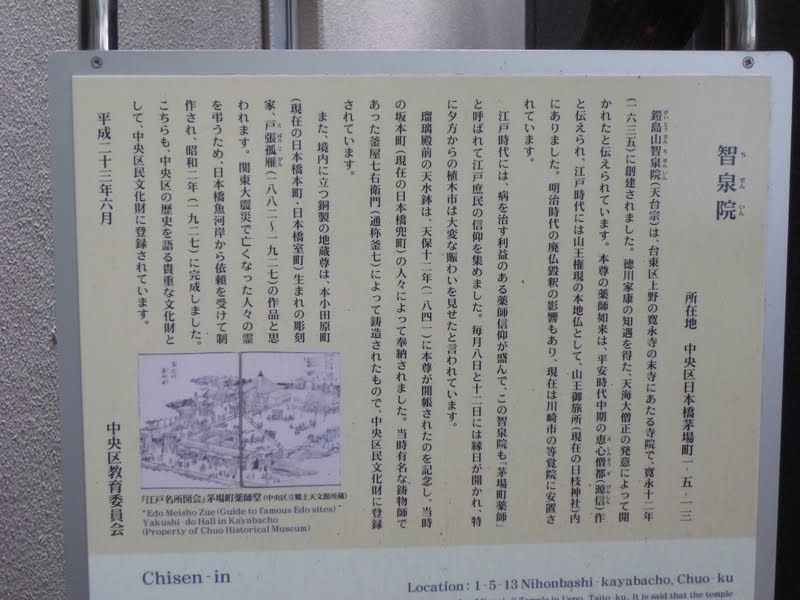 智泉院
ちせんいん
所在地 中央区日本橋茅場町一-五-一三
鎧島山智泉院(天台宗)は、台東区上野の寛永寺の末寺にあたる寺院で、寛永十二年
(一六三五)に創建されました。徳川家康の知遇を得た、天海大僧正の発意によって開
かれたと伝えられています。本尊の薬師如来は、平安時代中期の恵心僧都(源信)作
と伝えられ、江戸時代には山王権現の本地仏として、山王御旅所(現在の日枝神社)内
にありました。明治時代の廃仏毀釈の影響もあり、現在は川崎市の等覚院に安置さ
れています。
江戸時代には、病を治す利益のある薬師信仰が盛んで、この智泉院も「茅場町薬師」
と呼ばれて江戸庶民の信仰を集めました。毎月八日と十二日には縁日が開かれ、特
に夕方からの植木市は大変な賑わいを見せたと言われています。
瑠璃殿前の天水鉢は、天保十二年(一八四一)に本尊が開帳されたのを記念し、当時
の坂本町(現在の日本橋兜町)の人々によって奉納されました。当時有名な鋳物師で
あった釜屋七右衛門(通称釜七)によって鋳造されたもので、中央区民文化財に登録
されています。
また、境内に立つ銅製の地蔵尊は、本小田原町
(現在の日本橋本町・日本橋室町)生まれの彫刻
家、戸張孤雁(一八八二～一九二七)の作品と思
われます。関東大震災で亡くなった人々の霊
を弔うため、日本橋魚河岸から依頼を受けて制
作され、昭和二年(一九二七)に完成しました。
こちらも、中央区の歴史を語る貴重な文化財と
して、中央区民文化財に登録されています。
平成二十三年六月
中央区教育委員会
「江戸名所図会」茅場町薬師堂(中央区立郷土天文館所蔵)
"Edo Meisho Zue (Guide to famous Edo sites)"
Yakushi-do Hall in Kayabacho
(Property of Chuo Historical Museum)
Chisen-in
Location: 1-5-13 Nihonbashi-kayabacho, Chuo-ku
Temple in Ueno, Taito-ku. It is said that the temple